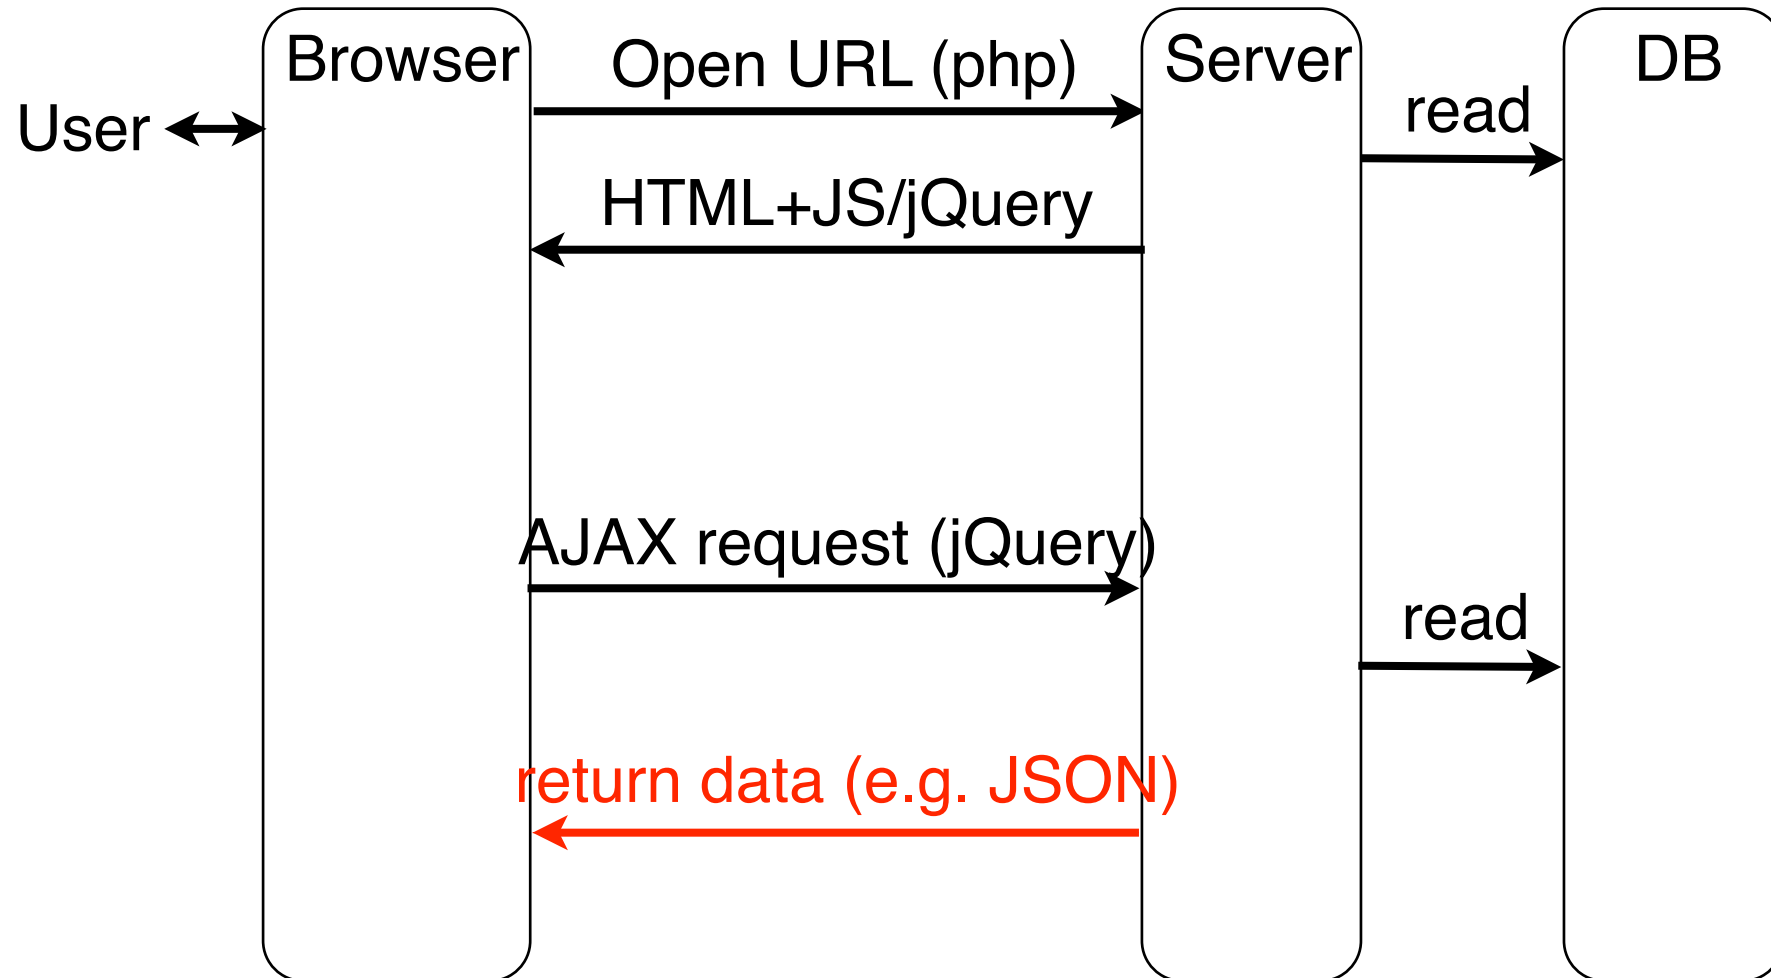 Browser
Server
DB
User
Open URL (php)
read
HTML+JS/jQuery
AJAX request (jQuery)
read
return data (e.g. JSON)